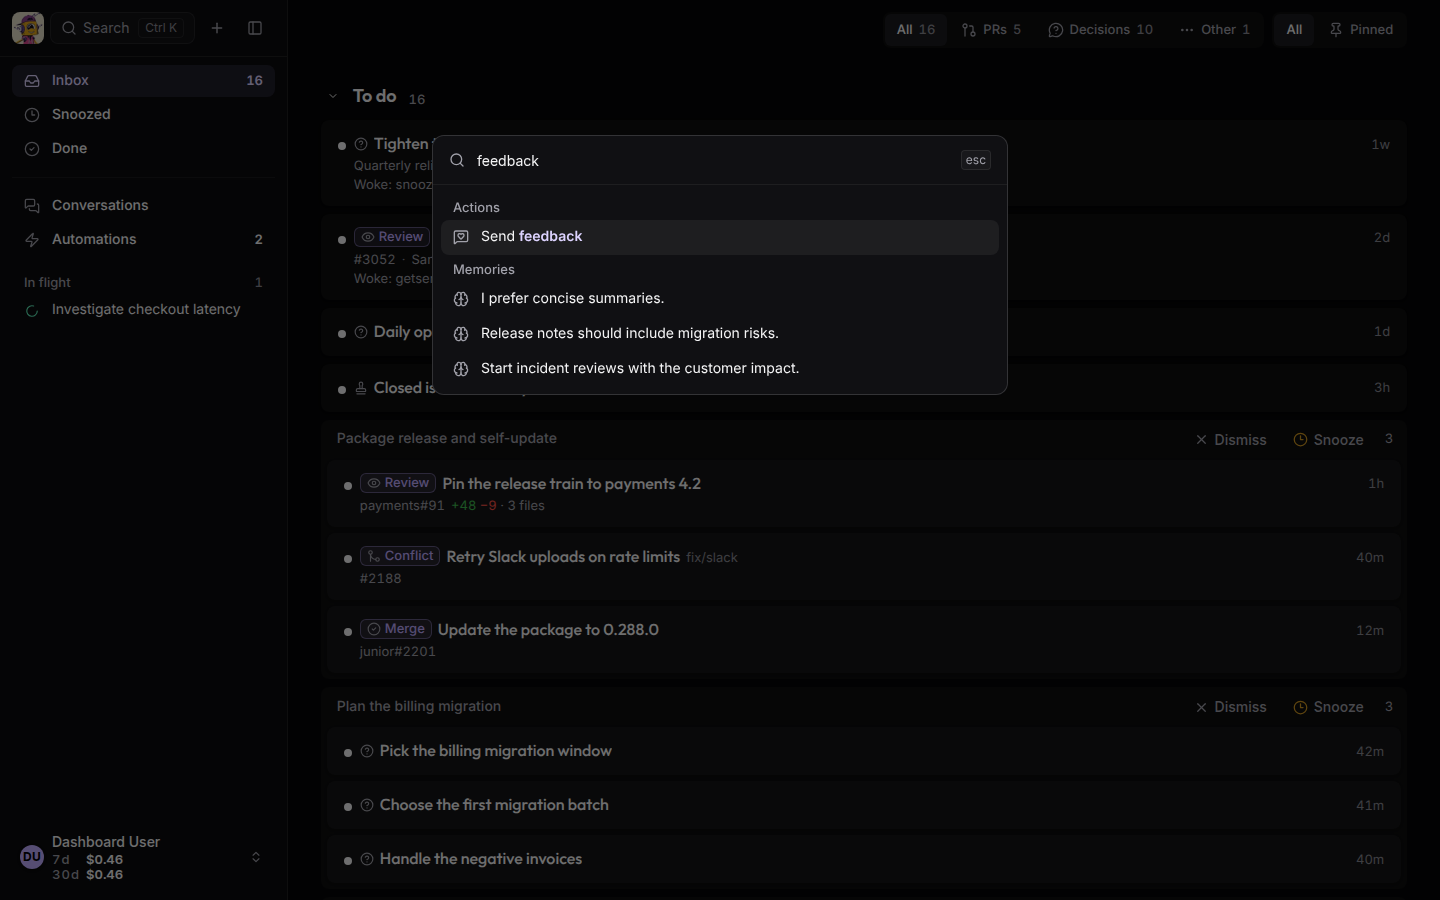 Search Ctrl K
Inbox 16
Snoozed
Done
Conversations
Automations 2
In flight 1
Investigate checkout latency
Dashboard User
DU
7d $0.46
30d $0.46
All 16 PRs 5 Decisions 10 Other 1 All Pinned
To do 16
Tighten 1w
Quarterly
Woke:
feedback esc
Actions
Send feedback
Memories
I prefer concise summaries.
Release notes should include migration risks.
Start incident reviews with the customer impact.
Review 2d
#3052 ·
Woke:
Daily 1d
Closed 3h
Package release and self-update Dismiss Snooze 3
Review Pin the release train to payments 4.2 1h
payments#91 +48 −9 · 3 files
Conflict Retry Slack uploads on rate limits fix/slack 40m
#2188
Merge Update the package to 0.288.0 12m
junior#2201
Plan the billing migration Dismiss Snooze 3
Pick the billing migration window 42m
Choose the first migration batch 41m
Handle the negative invoices 40m